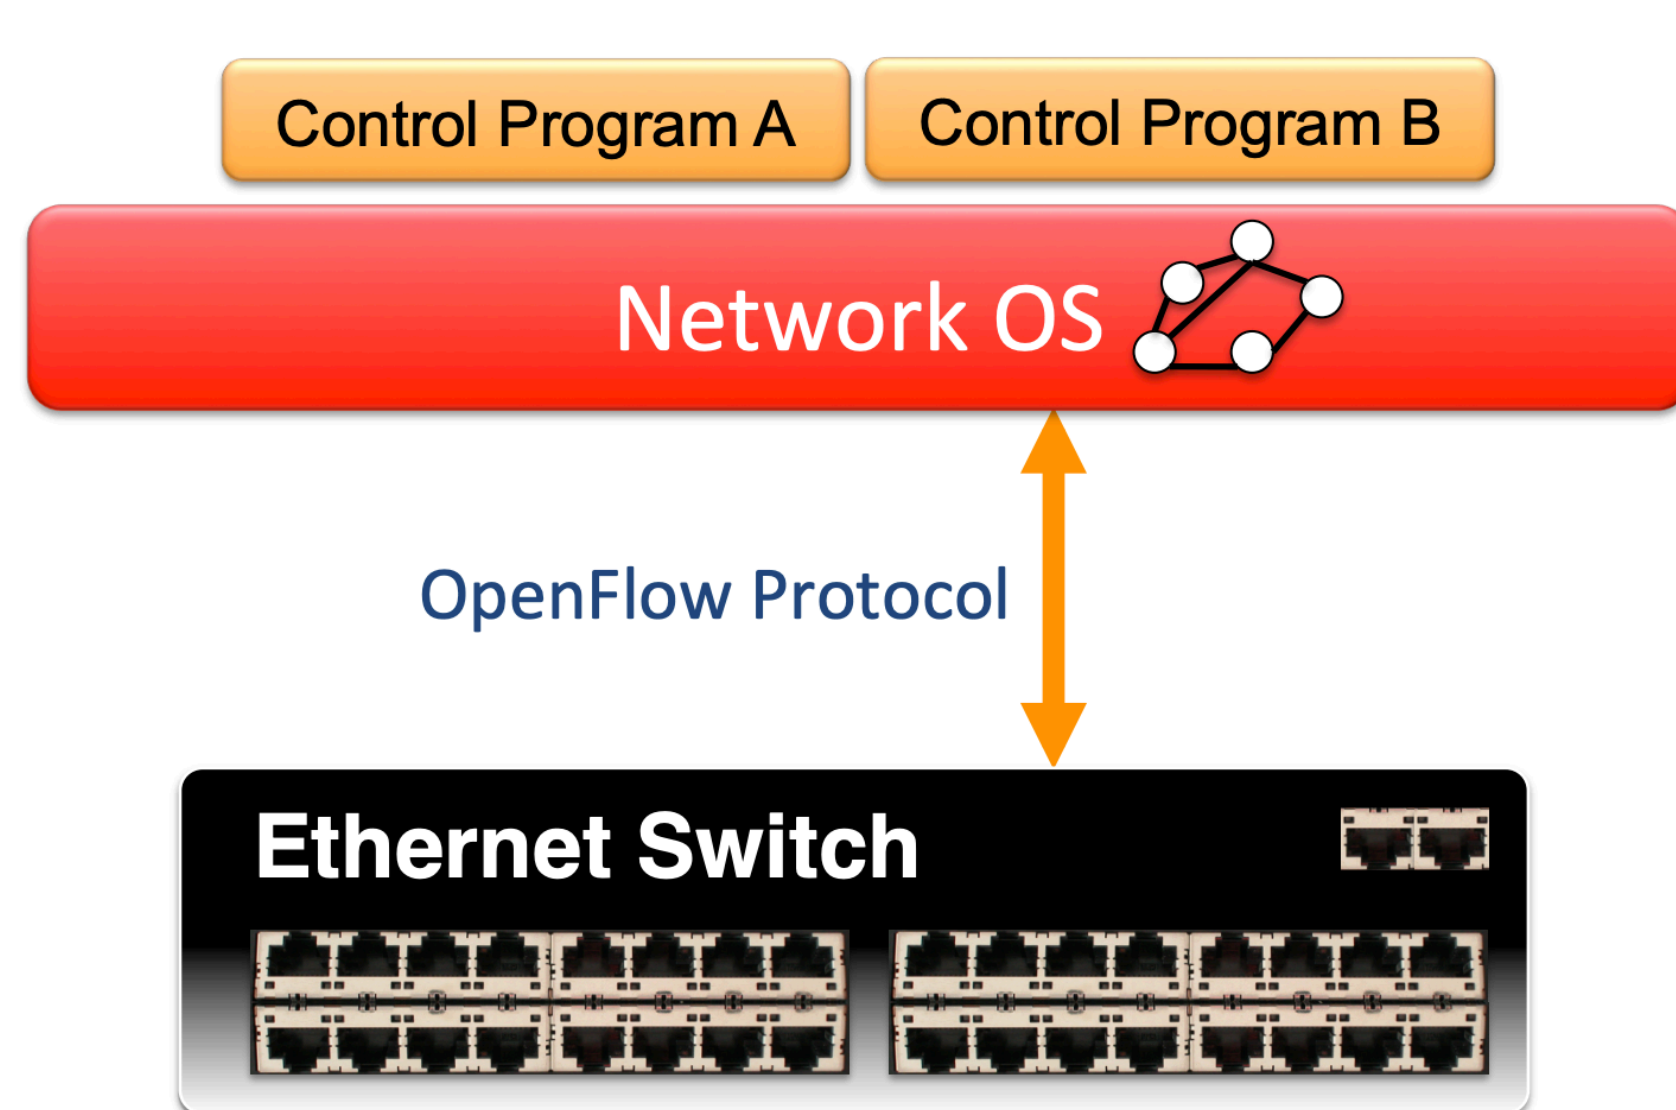 Control Program A
Control Program B
Network OS
OpenFlow Protocol
Ethernet Switch